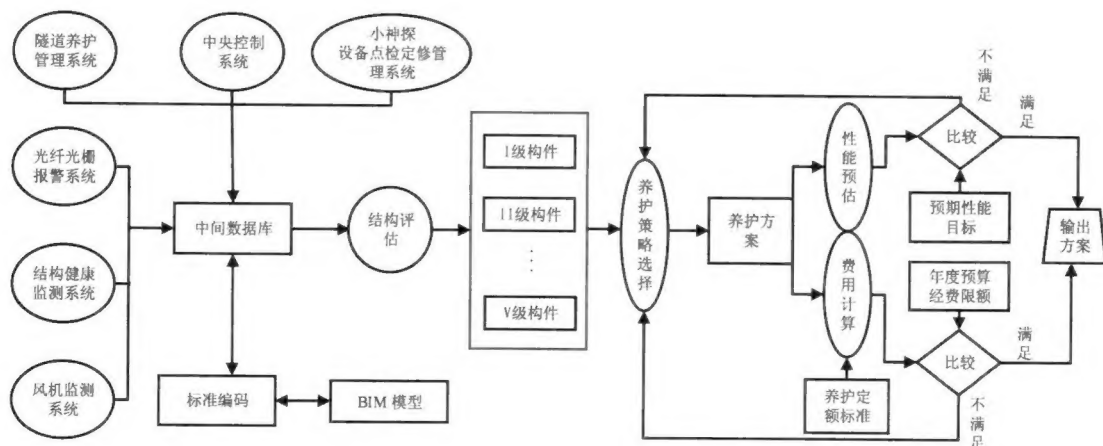 隧道养护
管理系统
中央控制
系统
小神探
设备点检定修管
理系统
光纤光栅
报警系统
结构健康
监测系统
风机监测
系统
中间数据库
标准编码
BIM 模型
结构评
估
I级构件
II级构件
⋮
V级构件
养护策略选择
养护方
案
性能预估
费用计算
养护定
额标准
不满足
满足
比较
预期性能
目标
年度预算
经费限额
比较
满足
不满足
输出
方案